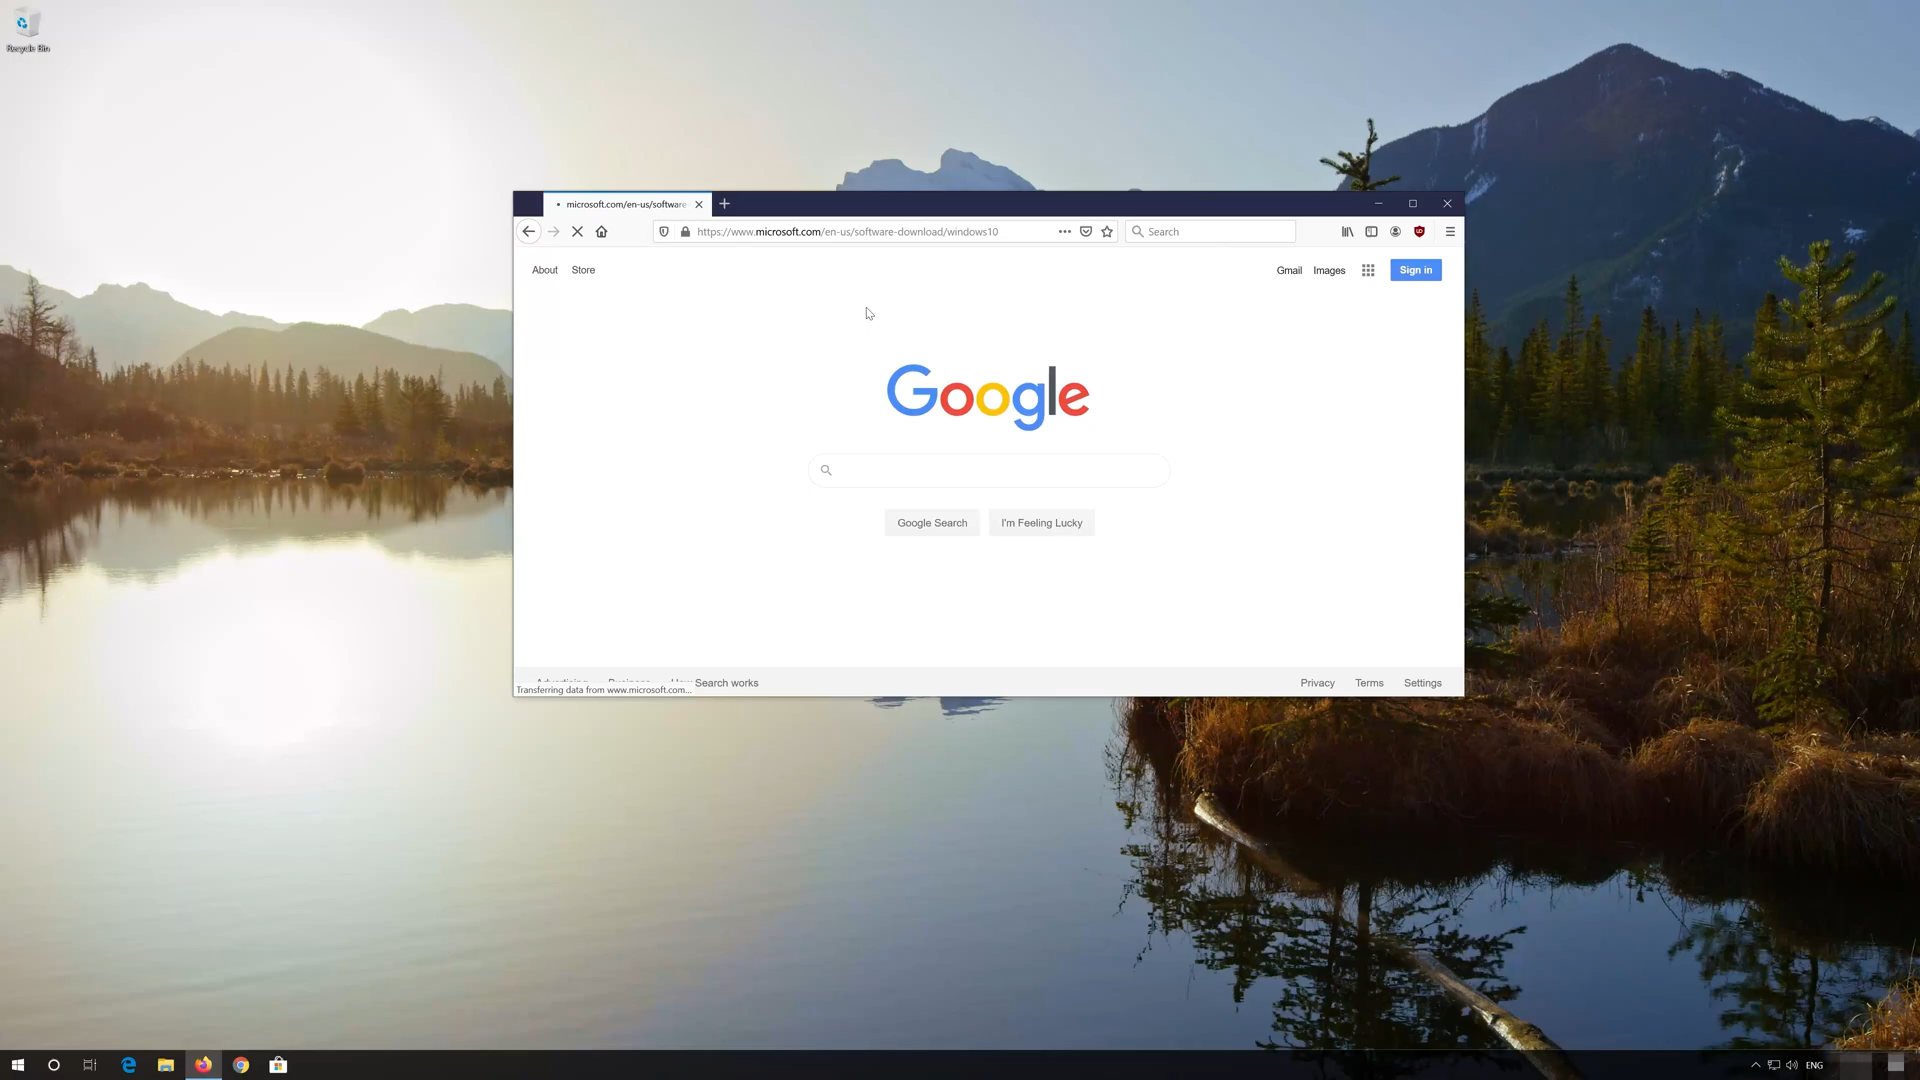 Recycle Bin
microsoft.com/en-us/software-
https://www.microsoft.com/en-us/software-download/windows10
Search
About Store
Gmail Images Sign in
Google
Google Search I'm Feeling Lucky
Search works
Privacy Terms Settings
Transferring data from www.microsoft.com...
ENG